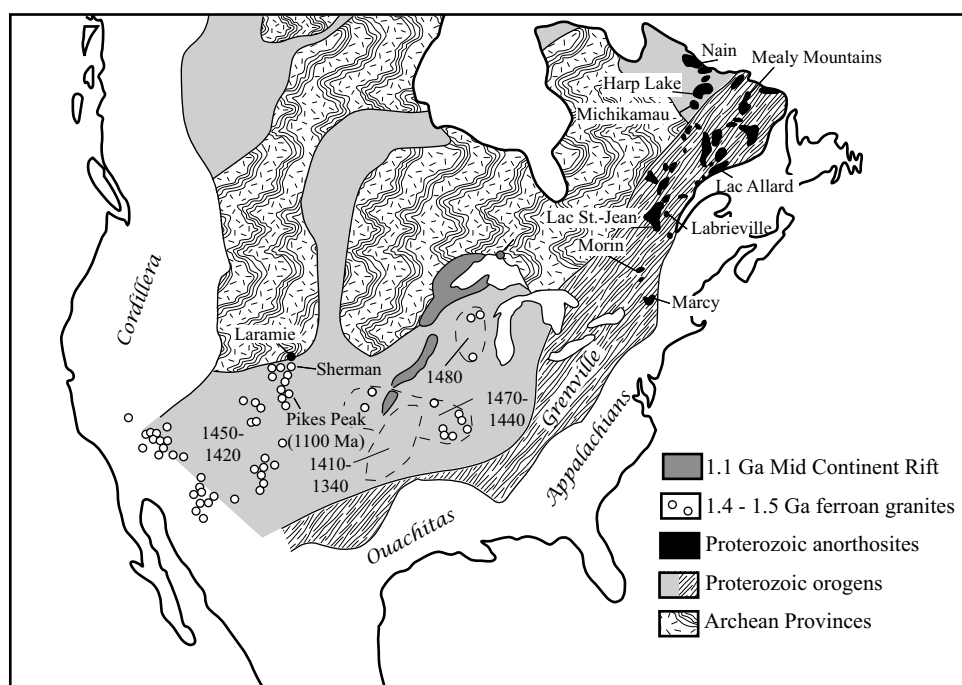 Nain
Mealy Mountains
Harp Lake
Michikamau
Lac Allard
Lac St.-Jean
Labrieville
Morin
Marcy
Cordillera
Laramie
Sherman
1480
Pikes Peak
(1100 Ma)
1470-
1440
1450-
1420
1410-
1340
Grenville
Appalachians
Ouachitas
1.1 Ga Mid Continent Rift
1.4 - 1.5 Ga ferroan granites
Proterozoic anorthosites
Proterozoic orogens
Archean Provinces